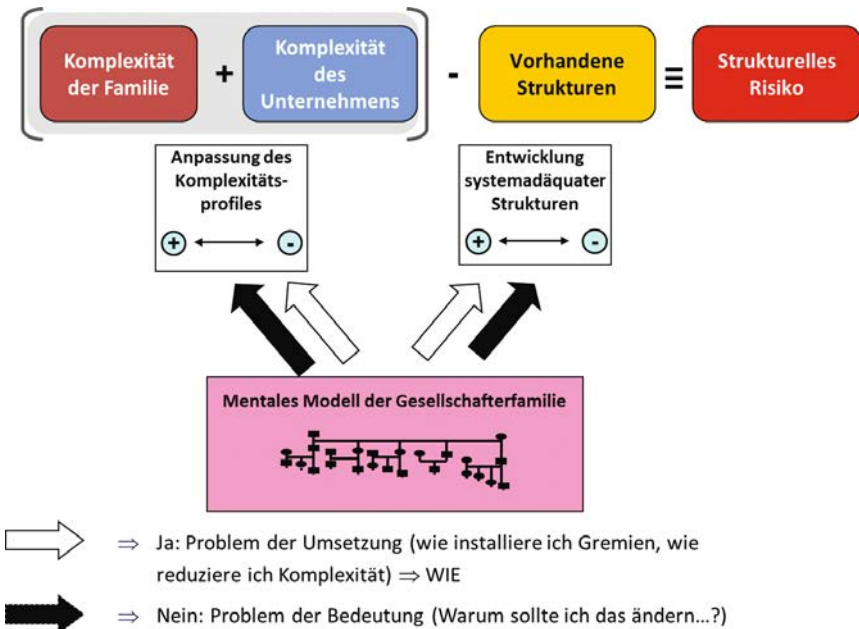 Komplexität
der Familie
+
Komplexität
des
Unternehmens
-
Vorhandene
Strukturen
≡
Strukturelles
Risiko
Anpassung des
Komplexitäts-
profiles
+ -
Entwicklung
systemadäquater
Strukturen
+ -
Mentales Modell der Gesellschafterfamilie
⇒ Ja: Problem der Umsetzung (wie installiere ich Gremien, wie
reduziere ich Komplexität) ⇒ WIE
⇒ Nein: Problem der Bedeutung (Warum sollte ich das ändern...?)